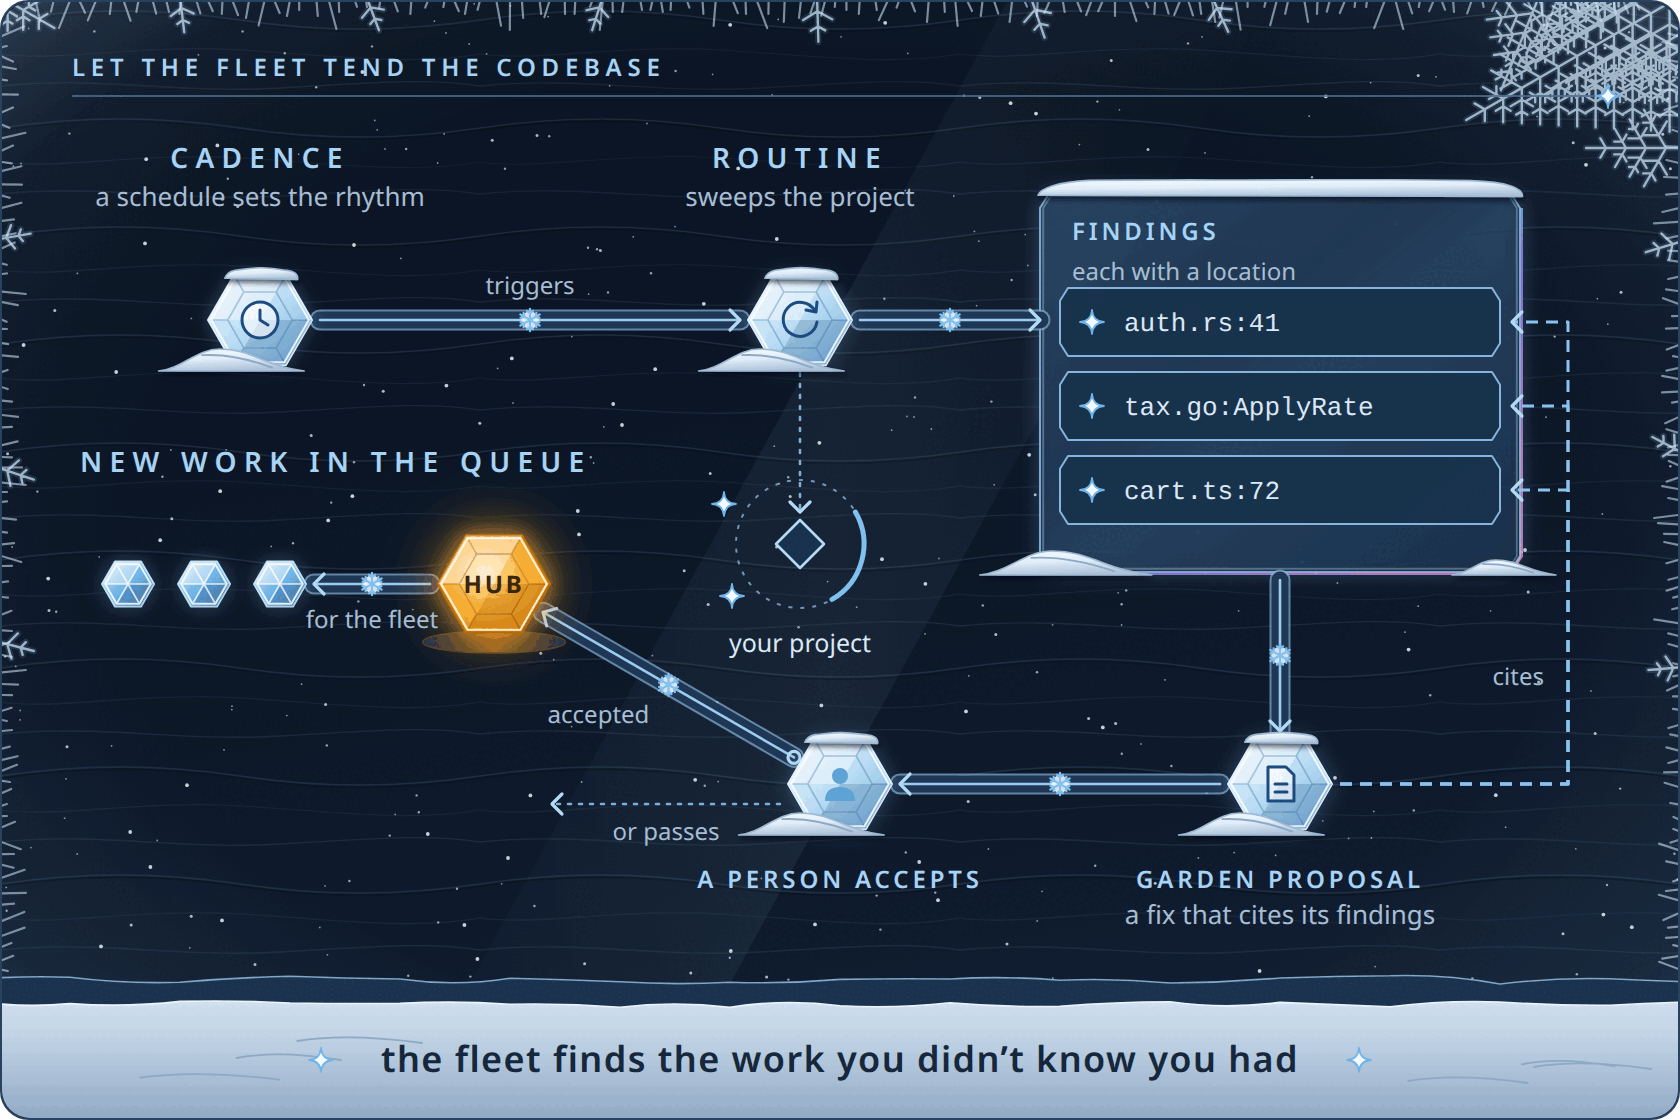 LET THE FLEET TEND THE CODEBASE
CADENCE
a schedule sets the rhythm
ROUTINE
sweeps the project
triggers
FINDINGS
each with a location
auth.rs:41
tax.go:ApplyRate
cart.ts:72
NEW WORK IN THE QUEUE
HUB
for the fleet
your project
accepted
cites
or passes
A PERSON ACCEPTS
GARDEN PROPOSAL
a fix that cites its findings
the fleet finds the work you didn’t know you had